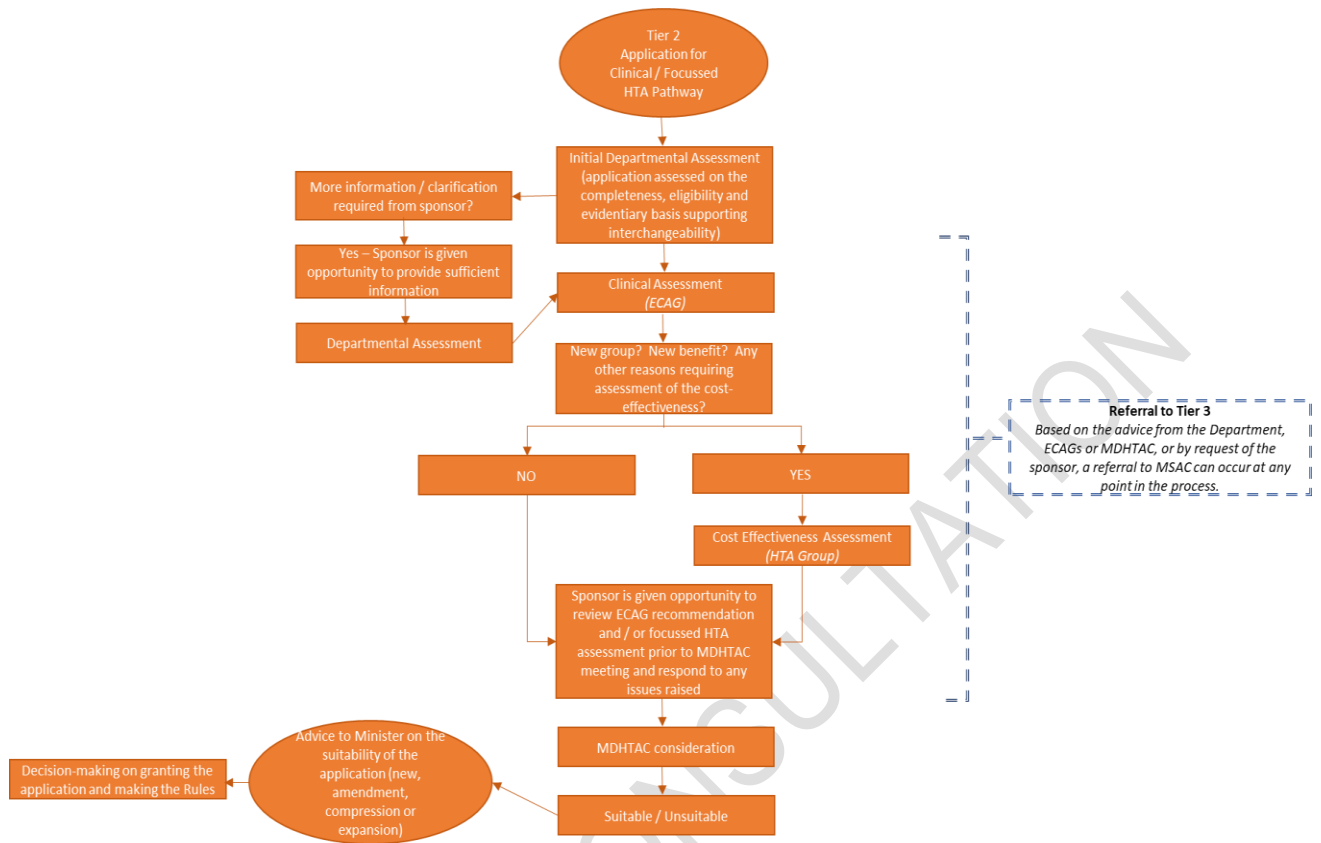 Tier 2
Application for
Clinical / Focussed
HTA Pathway
Initial Departmental Assessment
(application assessed on the
completeness, eligibility and
evidentiary basis supporting
interchangeability)
More information / clarification
required from sponsor?
Yes – Sponsor is given
opportunity to provide sufficient
information
Departmental Assessment
Clinical Assessment
(ECAG)
New group? New benefit? Any
other reasons requiring
assessment of the cost-
effectiveness?
NO
YES
Cost Effectiveness Assessment
(HTA Group)
Sponsor is given opportunity to
review ECAG recommendation
and / or focussed HTA
assessment prior to MDHTAC
meeting and respond to any
issues raised
MDHTAC consideration
Suitable / Unsuitable
Advice to Minister on the
suitability of the
application (new,
amendment,
compression or
expansion)
Decision-making on granting the
application and making the Rules
Referral to Tier 3
Based on the advice from the Department,
ECAGs or MDHTAC, or by request of the
sponsor, a referral to MSAC can occur at any
point in the process.
ONSULTATION